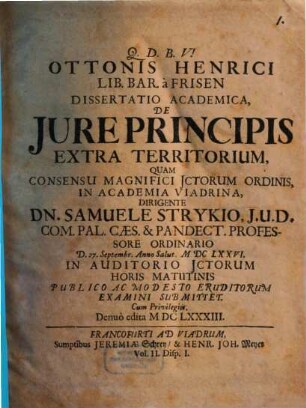 1.
Q. D. B. V!
OTTONIS HENRICI
LIB. BAR. à FRISEN
DISSERTATIO ACADEMICA,
DE
JURE PRINCIPIS
EXTRA TERRITORIUM,
QUAM
CONSENSU MAGNIFICI JCTORUM ORDINIS,
IN ACADEMIA VIADRINA,
DIRIGENTE
DN. SAMUELE STRYKIO, J.U.D.
COM. PAL. CÆS. & PANDECT. PROFES-
SORE ORDINARIO
D. 27. Septembr. Anno Salut. M DC LXXVI.
IN AUDITORIO JCTORUM
HORIS MATUTINIS
PUBLICO AC MODESTO ERUDITORUM
EXAMINI SUBMITTET.
Cum Privilegiis.
Denuò edita M DC LXXXIII.
FRANCOFURTI AD VIADRUM,
Sumptibus JEREMIÆ Schrey/ & HENR. JOH. Meyer
Vol. II. Disp. I.